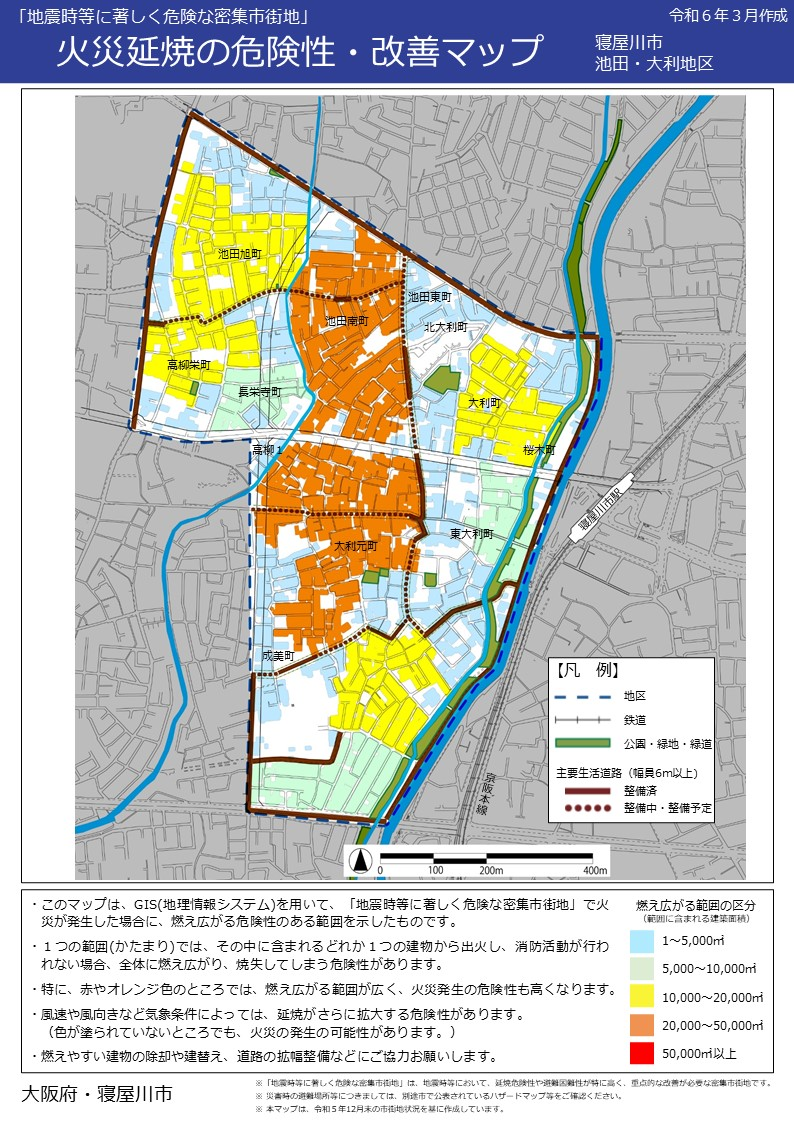 「地震時等に著しく危険な密集市街地」
令和６年３月作成
火災延焼の危険性・改善マップ
寝屋川市
池田・大利地区
池田旭町
池田東町
池田南町
北大利町
高柳栄町
長栄寺町
大利町
高柳１
桜木町
寝屋川市駅
東大利町
大利元町
成美町
京阪本線
【凡　例】
地区
鉄道
公園・緑地・緑道
主要生活道路（幅員6m以上)
整備済
整備中・整備予定
0 100 200m 400m
・このマップは、GIS(地理情報システム)を用いて、「地震時等に著しく危険な密集市街地」で火
災が発生した場合に、燃え広がる危険性のある範囲を示したものです。
・１つの範囲(かたまり)では、その中に含まれるどれか１つの建物から出火し、消防活動が行わ
れない場合、全体に燃え広がり、焼失してしまう危険性があります。
・特に、赤やオレンジ色のところでは、燃え広がる範囲が広く、火災発生の危険性も高くなります。
・風速や風向きなど気象条件によっては、延焼がさらに拡大する危険性があります。
（色が塗られていないところでも、火災の発生の可能性があります。）
・燃えやすい建物の除却や建替え、道路の拡幅整備などにご協力お願いします。
燃え広がる範囲の区分
（範囲に含まれる建築面積）
1～5,000㎡
5,000～10,000㎡
10,000～20,000㎡
20,000～50,000㎡
50,000㎡以上
大阪府・寝屋川市
※「地震時等に著しく危険な密集市街地」は、地震時等において、延焼危険性や避難困難性が特に高く、重点的な改善が必要な密集市街地です。
※ 災害時の避難場所等につきましては、別途市で公表されているハザードマップ等をご確認ください。
※ 本マップは、令和５年12月末の市街地状況を基に作成しています。